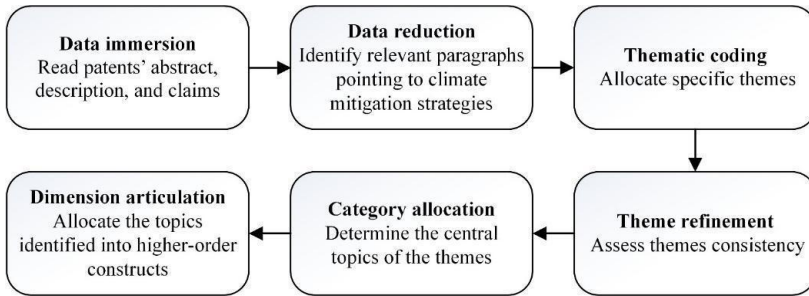 Data immersion
Read patents' abstract,
description, and claims
Data reduction
Identify relevant paragraphs
pointing to climate
mitigation strategies
Thematic coding
Allocate specific themes
Theme refinement
Assess themes consistency
Category allocation
Determine the central
topics of the themes
Dimension articulation
Allocate the topics
identified into higher-order
constructs